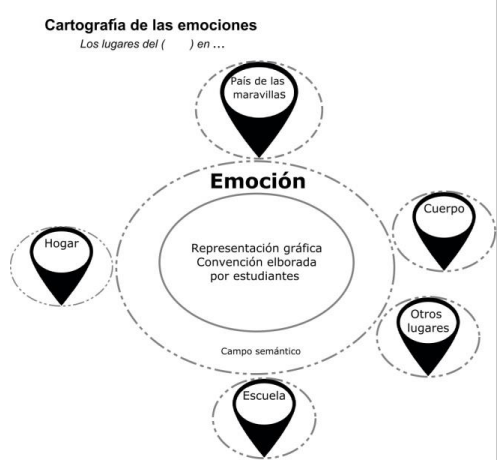 Cartografía de las emociones
Los lugares del ( ) en ...
País de las
maravillas
Emoción
Cuerpo
Hogar
Representación gráfica
Convención elborada
por estudiantes
Otros
lugares
Campo semántico
Escuela